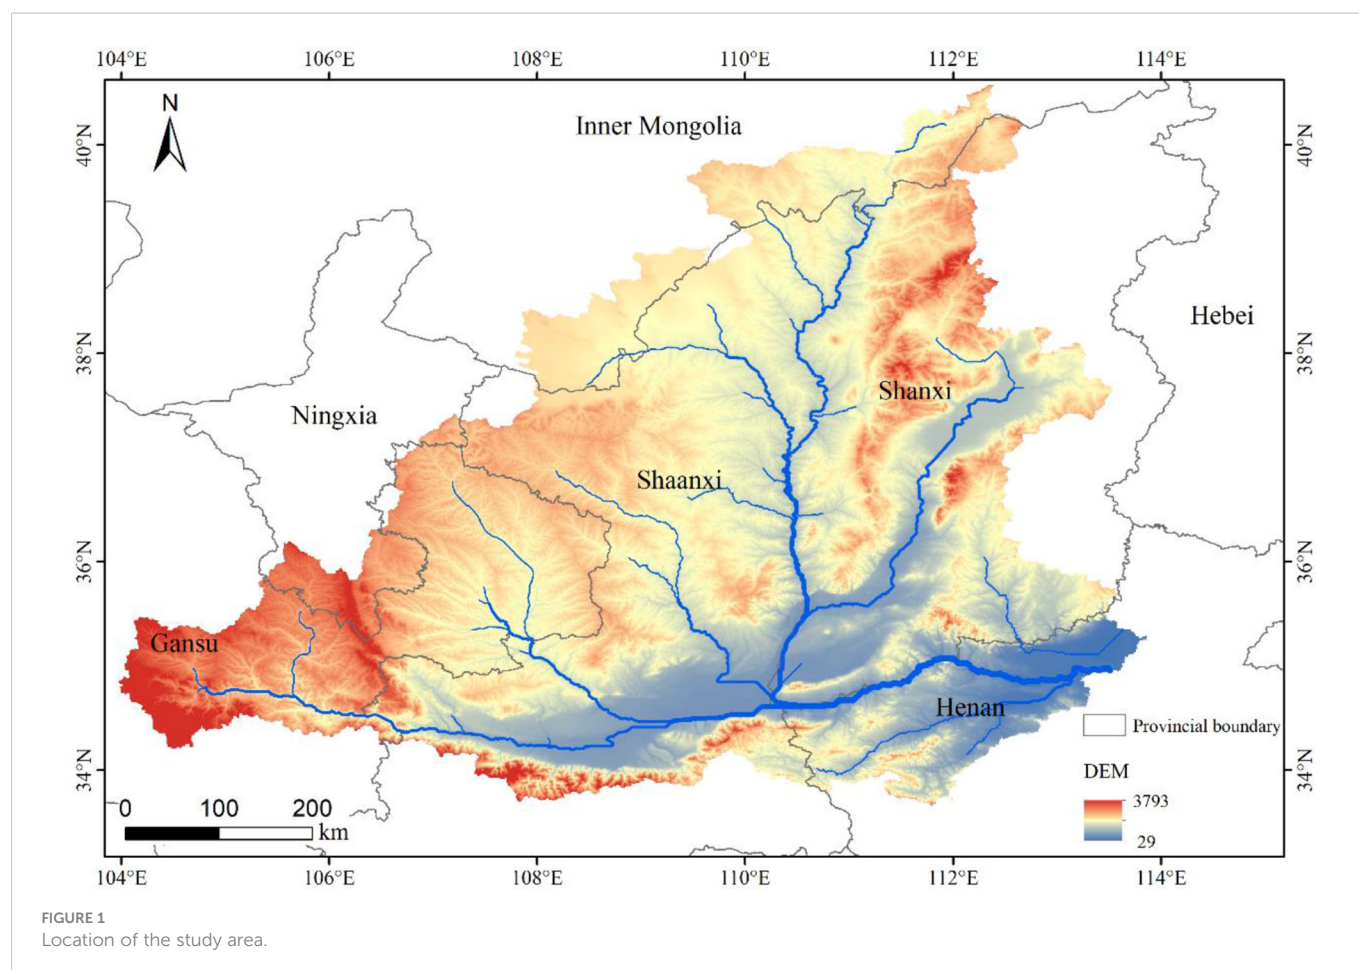 104°E 106°E 108°E 110°E 112°E 114°E
N
Inner Mongolia
40°N 40°N
Hebei
38°N 38°N
Shanxi
Ningxia
Shaanxi
36°N 36°N
Gansu
Henan
Provincial boundary
34°N 34°N
DEM
3793
29
0 100 200
km
104°E 106°E 108°E 110°E 112°E 114°E
FIGURE 1
Location of the study area.